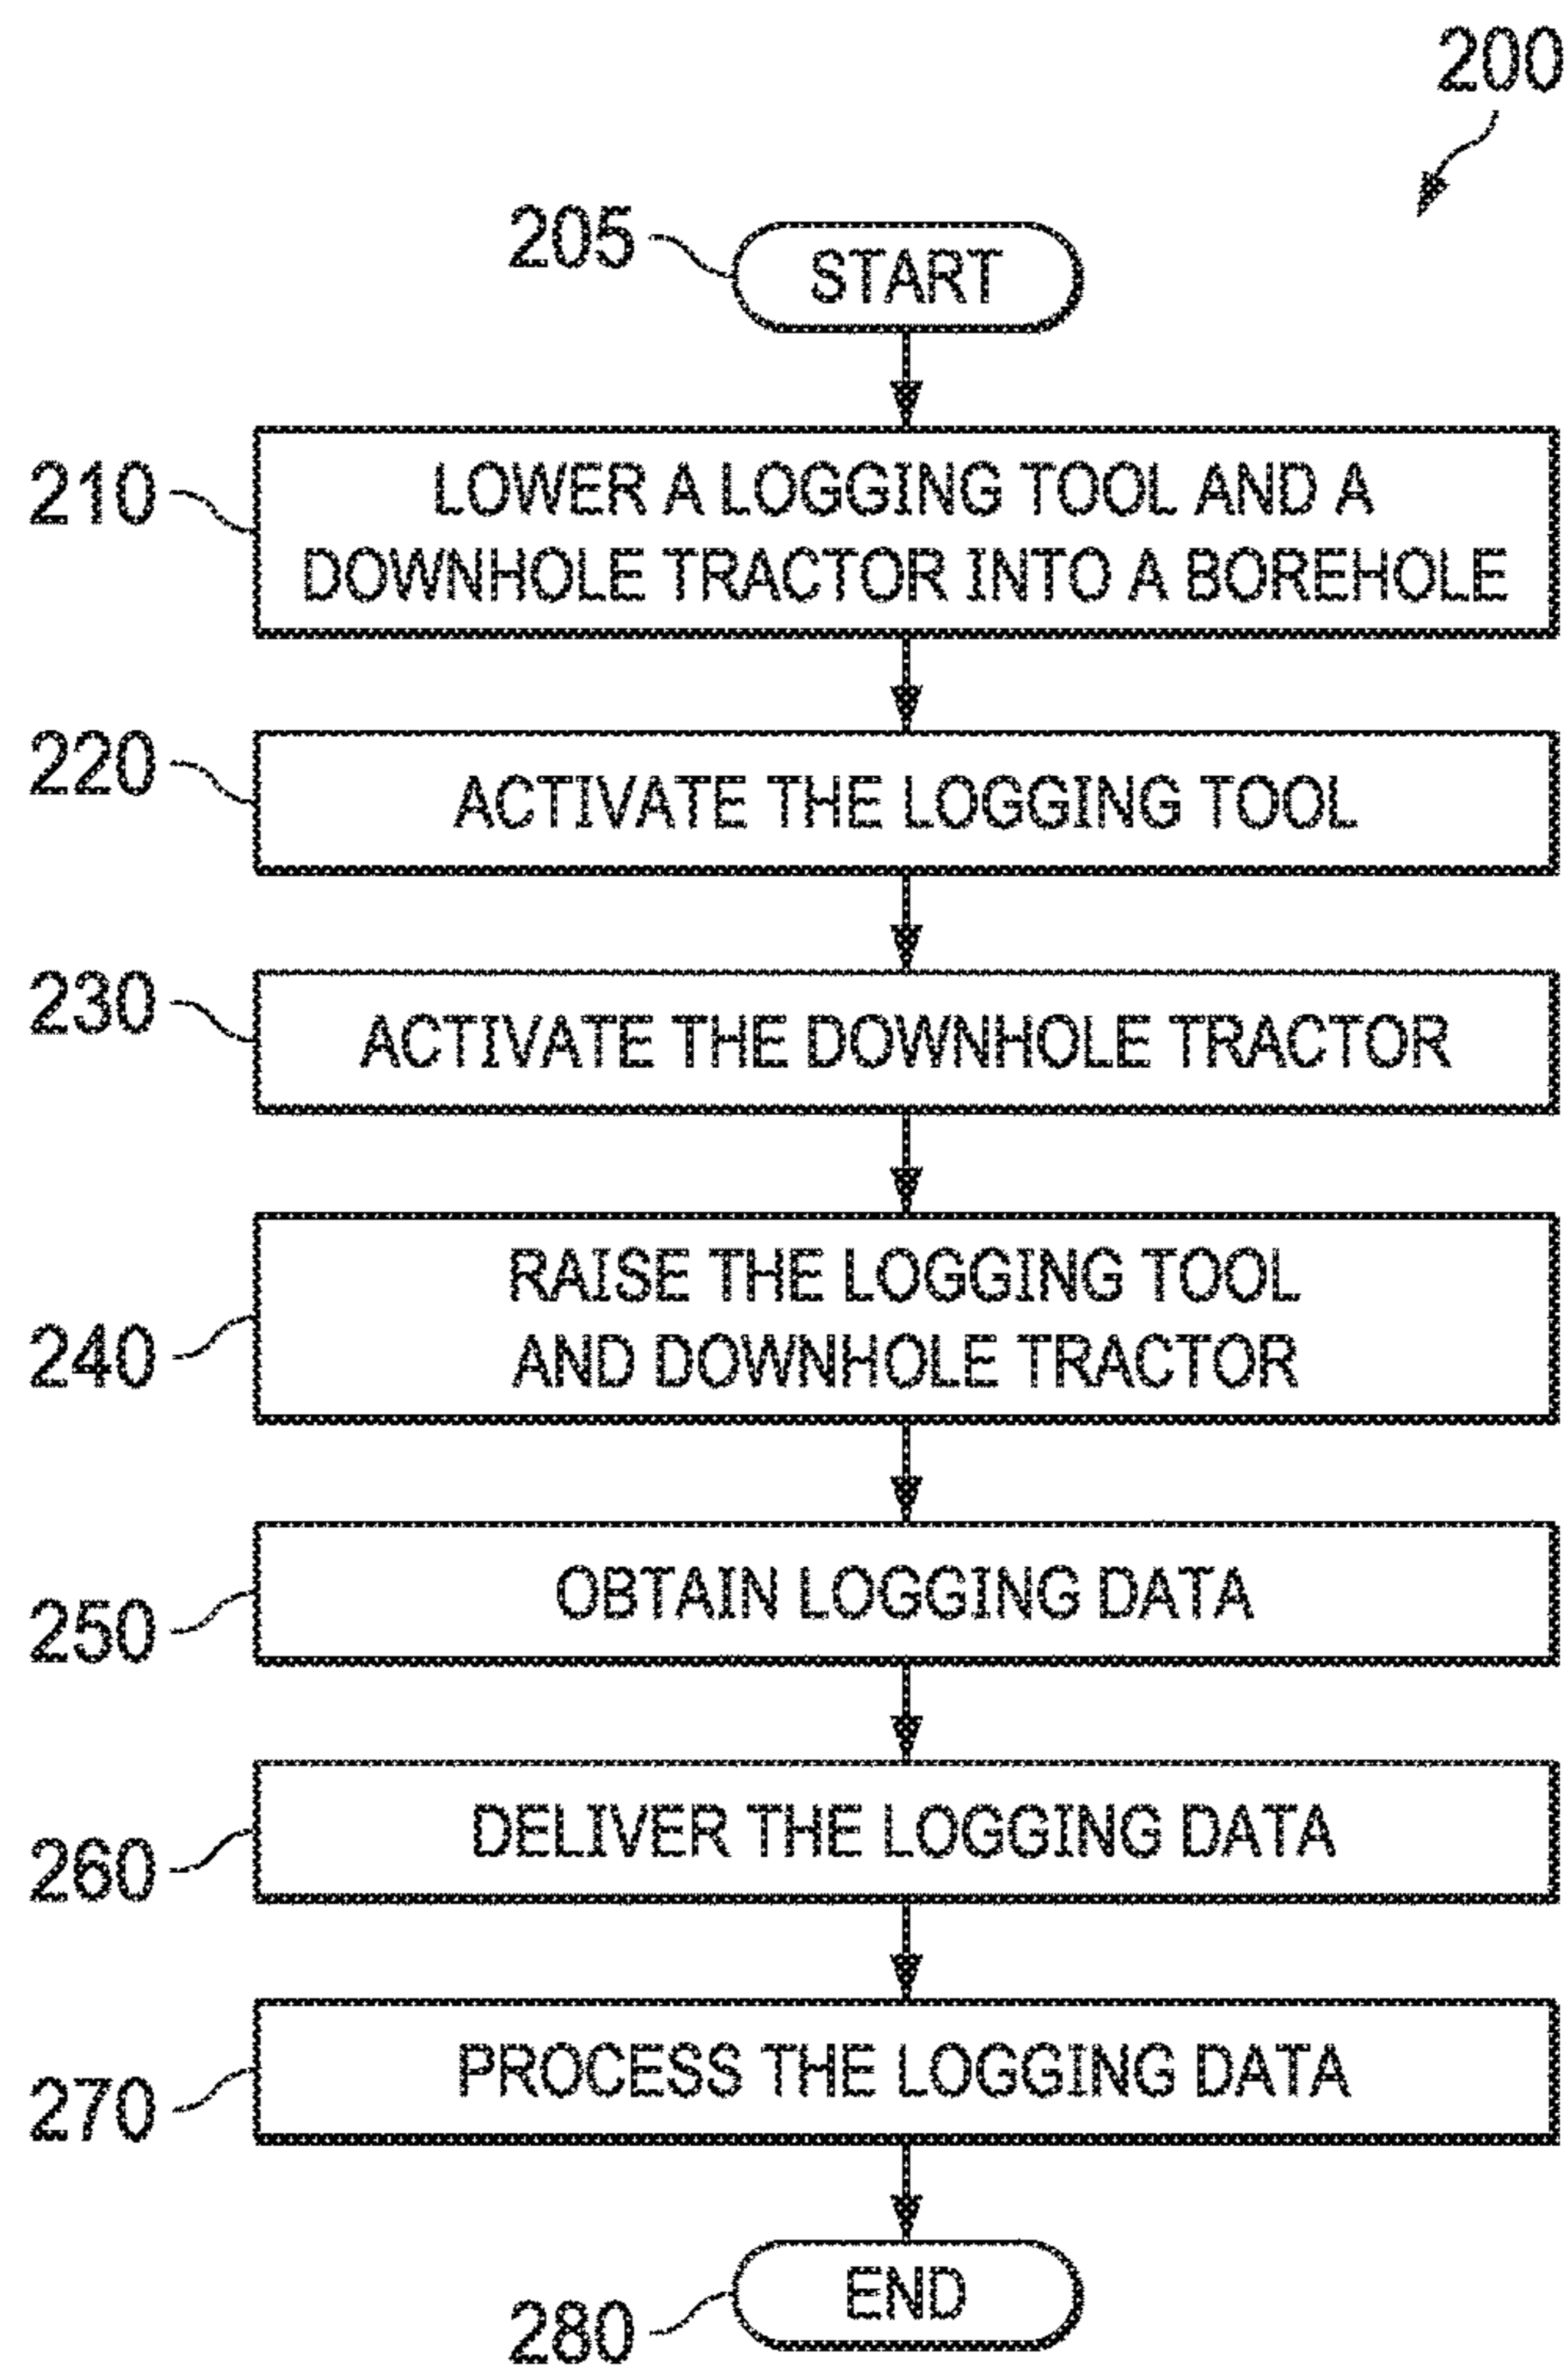 200
205
START
210
LOWER A LOGGING TOOL AND A
DOWNHOLE TRACTOR INTO A BOREHOLE
220
ACTIVATE THE LOGGING TOOL
230
ACTIVATE THE DOWNHOLE TRACTOR
240
RAISE THE LOGGING TOOL
AND DOWNHOLE TRACTOR
250
OBTAIN LOGGING DATA
260
DELIVER THE LOGGING DATA
270
PROCESS THE LOGGING DATA
280
END